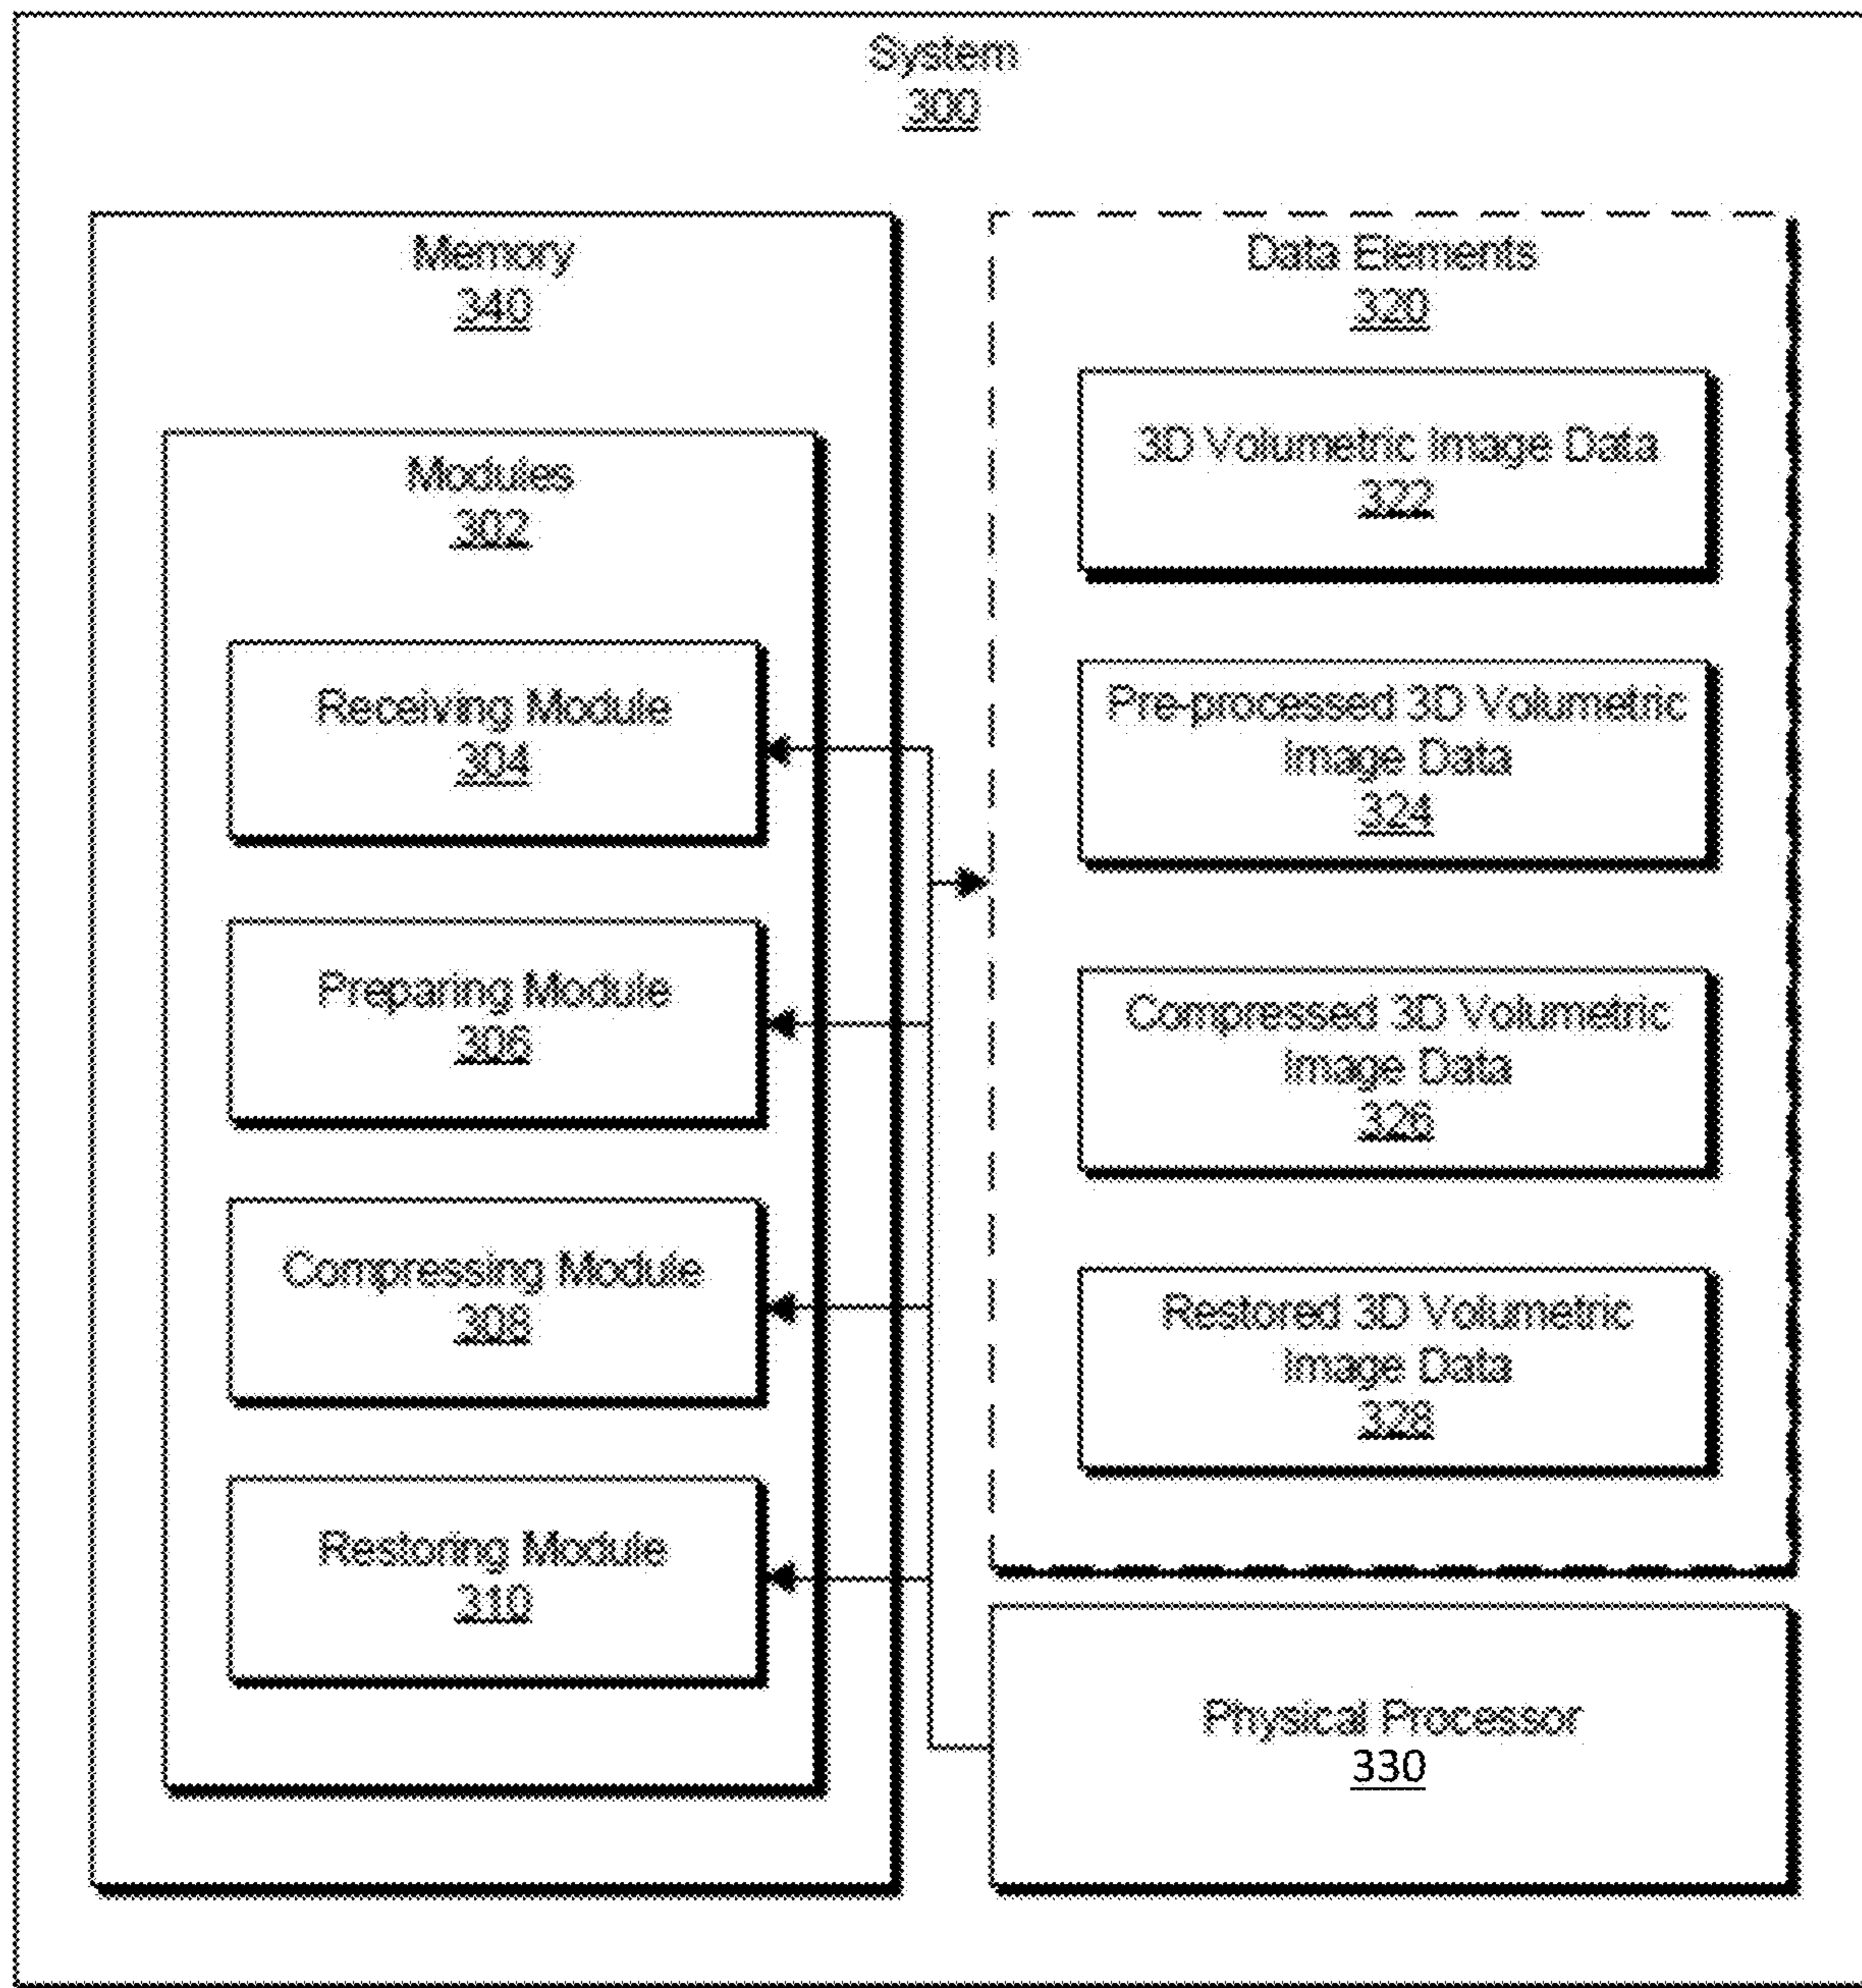 System
300
Memory
340
Modules
302
Receiving Module
304
Preparing Module
306
Compressing Module
308
Restoring Module
310
Data Elements
320
3D Volumetric Image Data
322
Pre-processed 3D Volumetric
Image Data
324
Compressed 3D Volumetric
Image Data
326
Restored 3D Volumetric
Image Data
328
Physical Processor
330